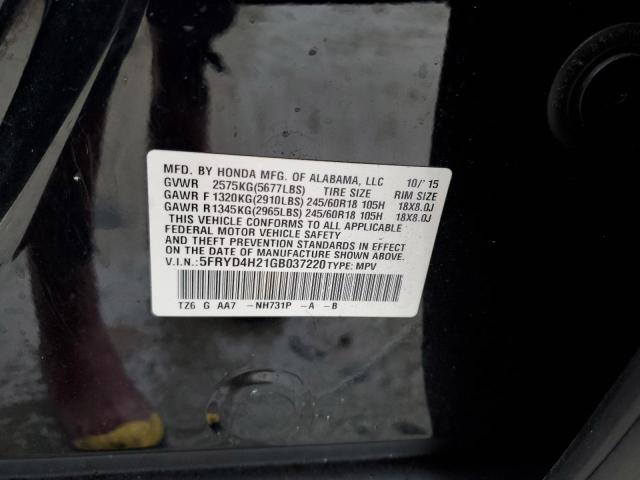 MFD. BY HONDA MFG. OF ALABAMA, LLC 10/'15
GVWR 2575KG(5677LBS) TIRE SIZE RIM SIZE
GAWR F 1320KG(2910LBS) 245/60R18 105H 18X8.0J
GAWR R1345KG(2965LBS) 245/60R18 105H 18X8.0J
THIS VEHICLE CONFORMS TO ALL APPLICABLE
FEDERAL MOTOR VEHICLE SAFETY
AND THEFT PREVENTION STANDARDS IN EFFECT
ON THE DATE OF MANUFACTURE SHOWN ABOVE.
V.I.N.: 5FRYD4H21GB037220 TYPE: MPV
TZ6 G AA7 -NH731P -A -B